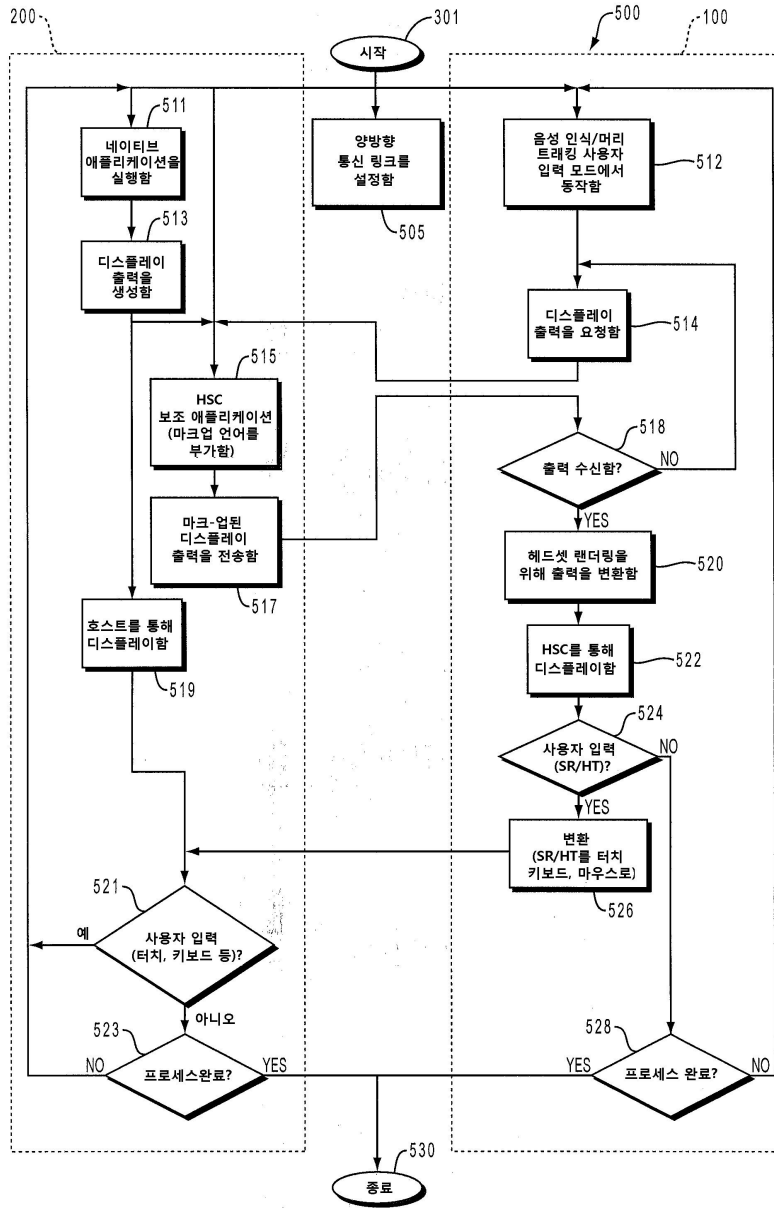 200
301
500
100
시작
511
네이티브
애플리케이션을
실행함
양방향
통신 링크를
설정함
505
음성 인식/머리
트래킹 사용자
입력 모드에서
동작함
512
513
디스플레이
출력을
생성함
디스플레이
출력을 요청함
514
515
HSC
보조 애플리케이션
(마크업 언어를
부가함)
518
출력 수신함?
NO
YES
마크-업된
디스플레이
출력을 전송함
517
헤드셋 랜더링을
위해 출력을 변환함
520
호스트를 통해
디스플레이함
519
HSC를 통해
디스플레이함
522
524
사용자 입력
(SR/HT)?
NO
YES
변환
(SR/HT를 터치
키보드, 마우스로)
526
521
예
사용자 입력
(터치, 키보드 등)?
아니오
523
NO
프로세스완료?
YES
528
YES
프로세스 완료?
NO
530
종료